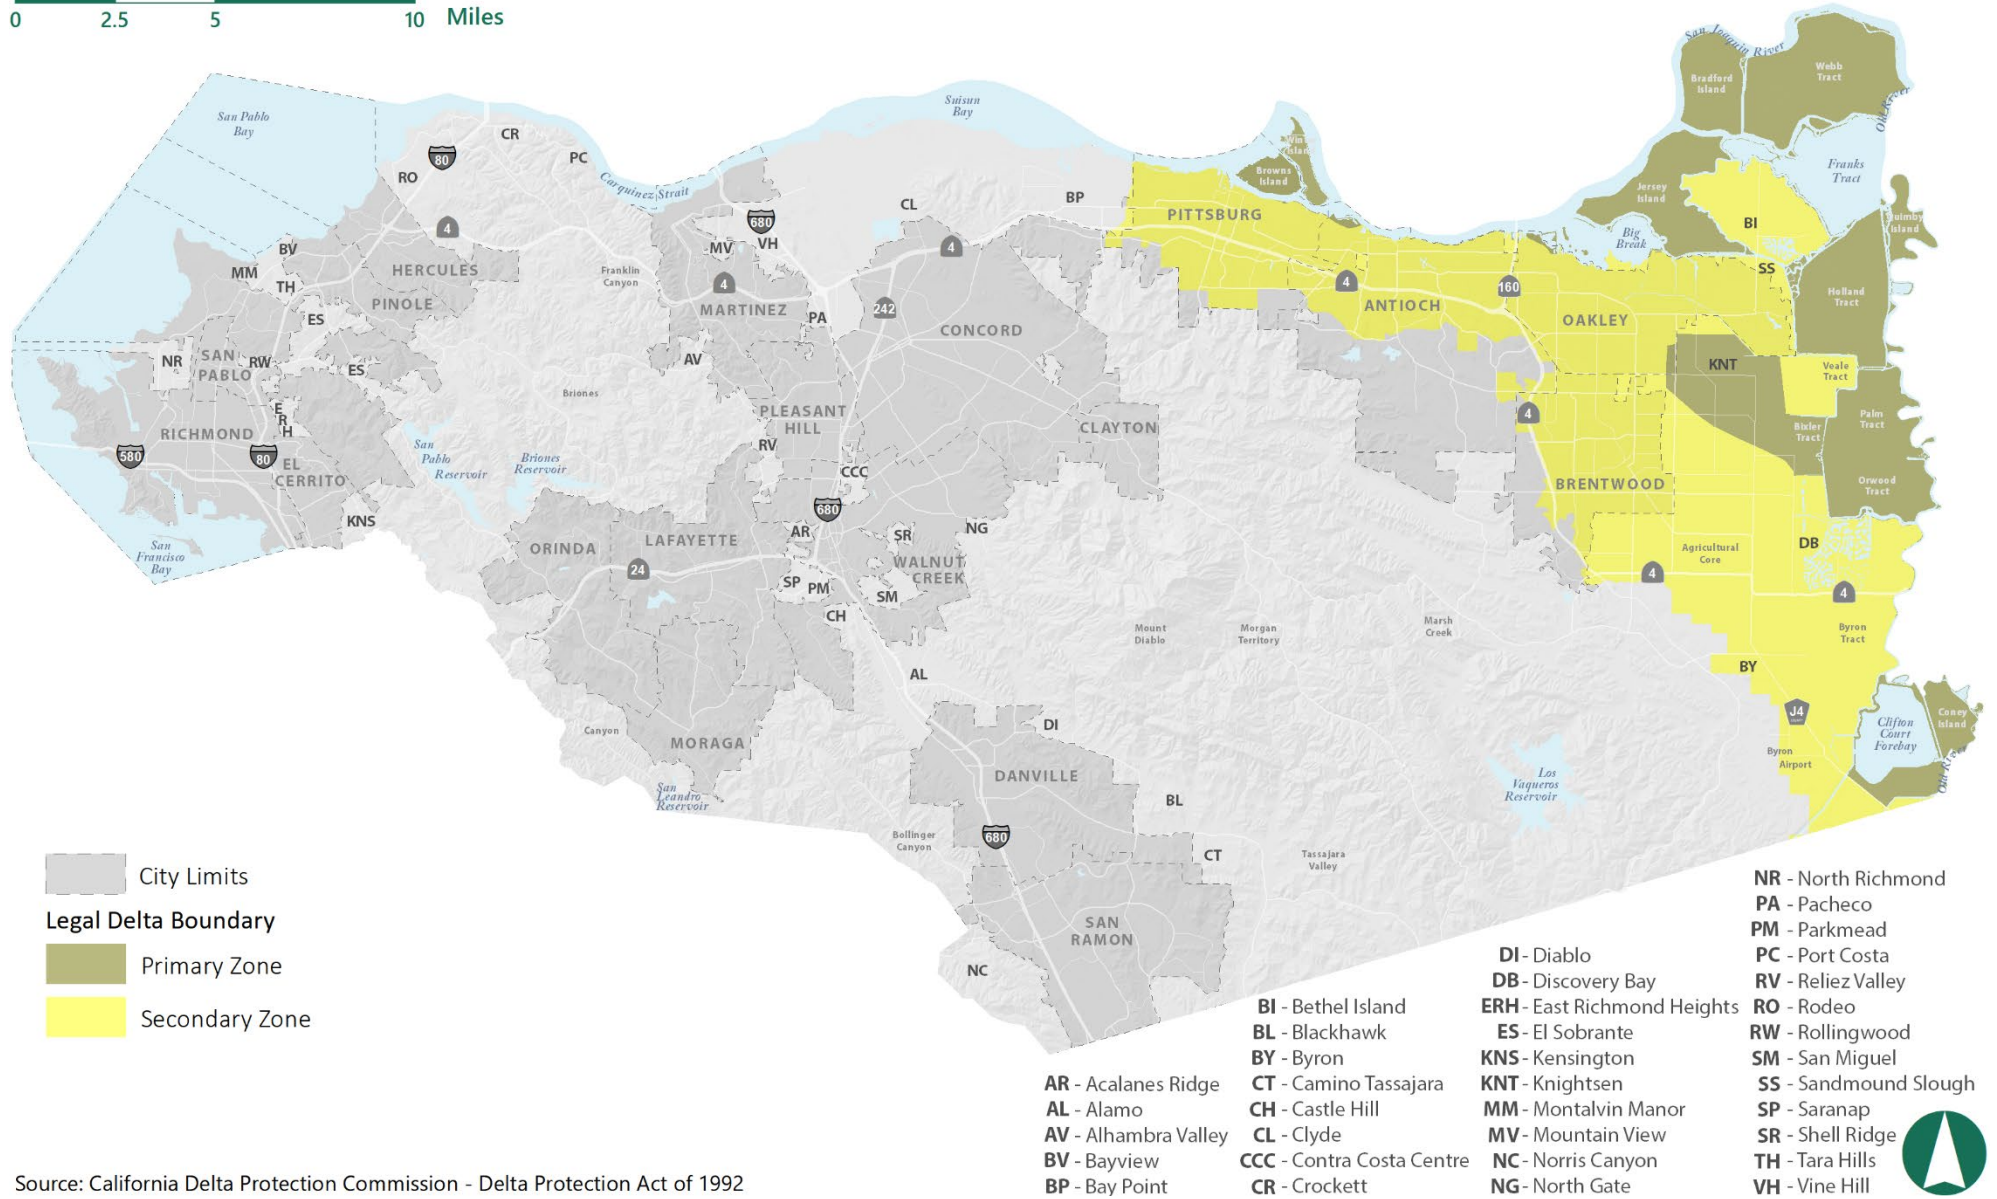 0 2.5 5 10 Miles
San Joaquin River
Webb
Tract
Bradford
Island
Old River
San Pablo
Bay
Suisun
Bay
CR
80
PC
RO
Carquinez Strait
Browns
Island
Franks
Tract
Jersey
Island
BI
BP
CL
PITTSBURG
680
4
BV
MV
VH
4
Big
Break
Quimby
Island
MM
HERCULES
Franklin
Canyon
SS
TH
4
4
160
Holland
Tract
PINOLE
MARTINEZ
242
ANTIOCH
ES
PA
CONCORD
OAKLEY
NR
SAN
PABLO
RW
ES
AV
KNT
Veale
Tract
Briones
E
R
H
PLEASANT
HILL
CLAYTON
4
Palm
Tract
RICHMOND
Bixler
Tract
580
80
San
Pablo
Reservoir
Briones
Reservoir
RV
CCC
EL
CERRITO
BRENTWOOD
Orwood
Tract
KNS
680
San
Francisco
Bay
ORINDA
LAFAYETTE
AR
SR
NG
DB
Agricultural
Core
24
WALNUT
CREEK
SP
PM
SM
4
4
CH
Mount
Diablo
Morgan
Territory
Marsh
Creek
Byron
Tract
AL
BY
Canyon
MORAGA
DI
J4
Clifton
Court
Forebay
Coney
Island
Byron
Airport
Old River
San
Leandro
Reservoir
DANVILLE
Los
Vaqueros
Reservoir
BL
Bollinger
Canyon
680
CT
Tassajara
Valley
SAN
RAMON
NC
City Limits
Legal Delta Boundary
Primary Zone
Secondary Zone
AR - Acalanes Ridge
AL - Alamo
AV - Alhambra Valley
BV - Bayview
BP - Bay Point
BI - Bethel Island
BL - Blackhawk
BY - Byron
CT - Camino Tassajara
CH - Castle Hill
CL - Clyde
CCC - Contra Costa Centre
CR - Crockett
DI - Diablo
DB - Discovery Bay
ERH - East Richmond Heights
ES - El Sobrante
KNS - Kensington
KNT - Knightsen
MM - Montalvin Manor
MV - Mountain View
NC - Norris Canyon
NG - North Gate
NR - North Richmond
PA - Pacheco
PM - Parkmead
PC - Port Costa
RV - Reliez Valley
RO - Rodeo
RW - Rollingwood
SM - San Miguel
SS - Sandmound Slough
SP - Saranap
SR - Shell Ridge
TH - Tara Hills
VH - Vine Hill
Source: California Delta Protection Commission - Delta Protection Act of 1992